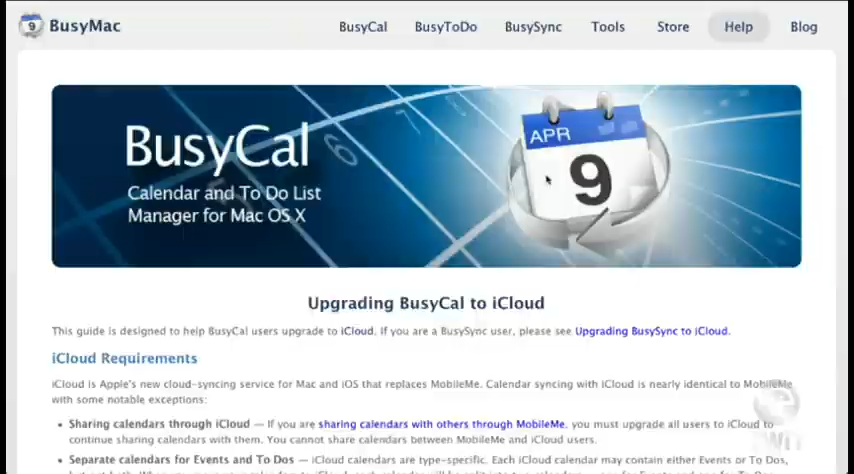 BusyMac BusyCal BusyToDo BusySync Tools Store Help Blog
BusyCal
Calendar and To Do List
Manager for Mac OS X
APR
9
Upgrading BusyCal to iCloud
This guide is designed to help BusyCal users upgrade to iCloud. If you are a BusySync user, please see Upgrading BusySync to iCloud.
iCloud Requirements
iCloud is Apple's new cloud-syncing service for Mac and iOS that replaces MobileMe. Calendar syncing with iCloud is nearly identical to MobileMe
with some notable exceptions:
• Sharing calendars through iCloud — If you are sharing calendars with others through MobileMe, you must upgrade all users to iCloud to
continue sharing calendars with them. You cannot share calendars between MobileMe and iCloud users.
• Separate calendars for Events and To Dos — iCloud calendars are type-specific. Each iCloud calendar may contain either Events or To Dos,